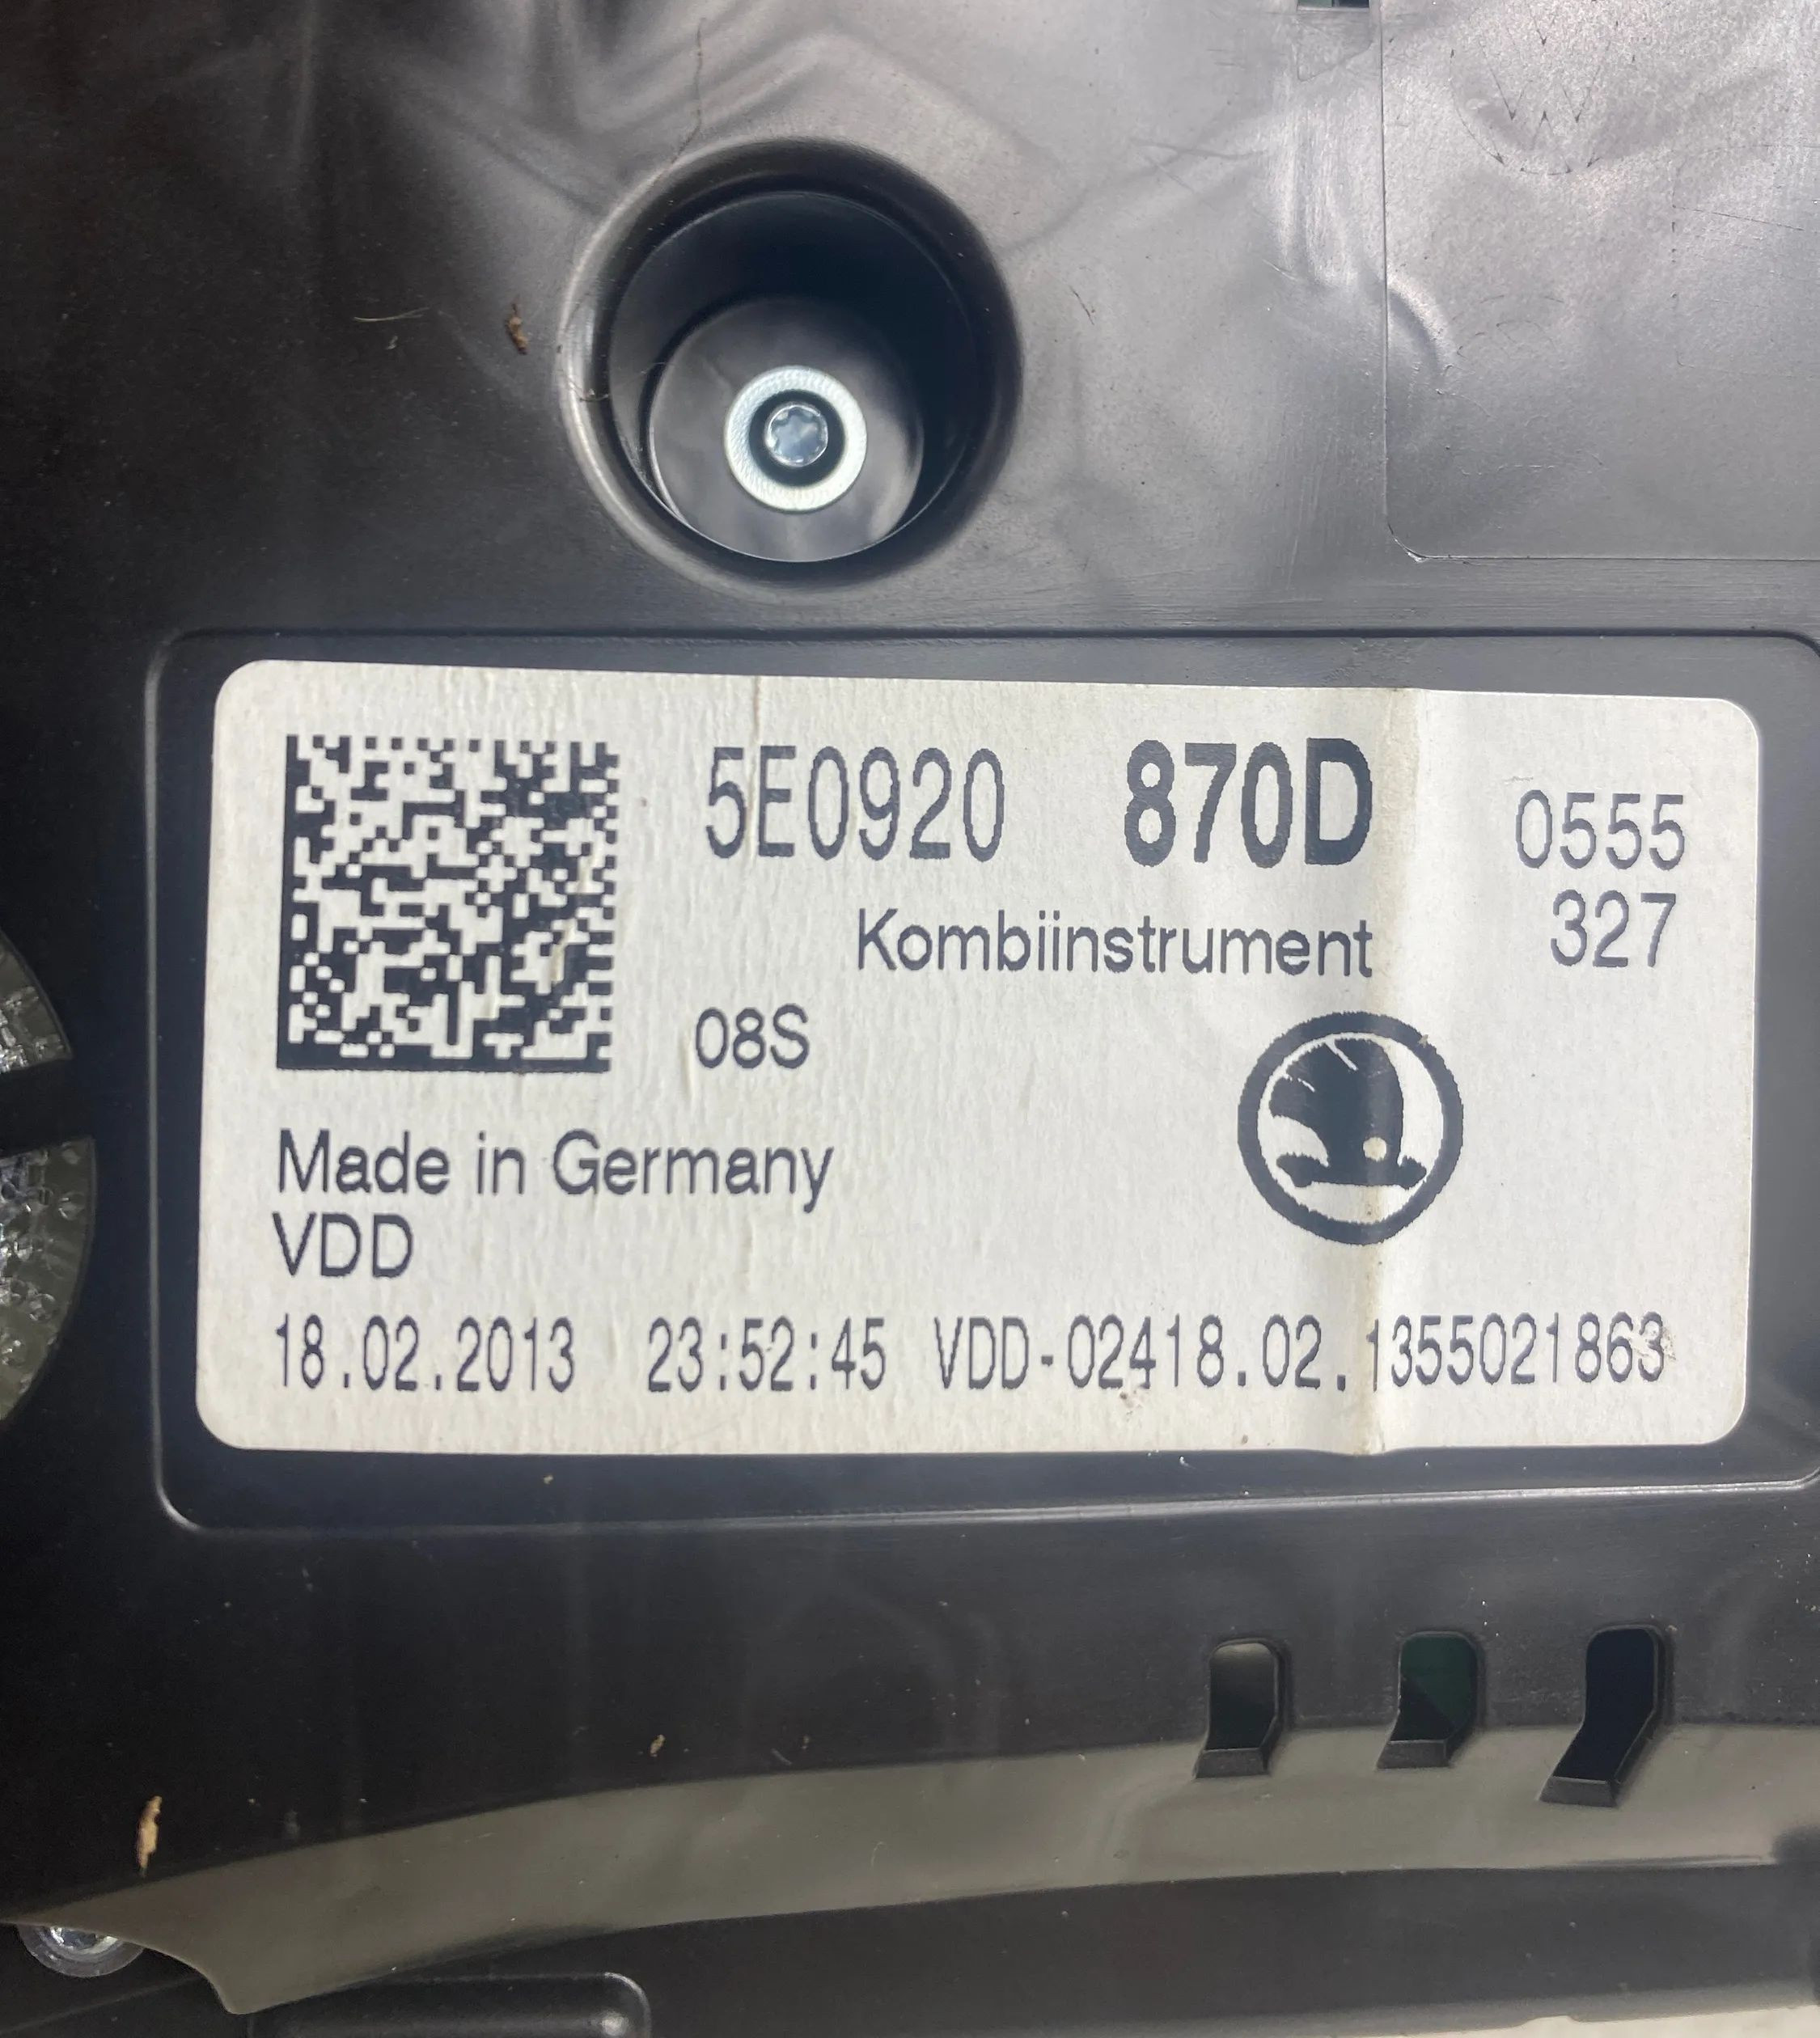 5E0920 870D 0555
Kombiinstrument 327
08S
Made in Germany
VDD
18.02.2013 23:52:45 VDD-02418.02.1355021863